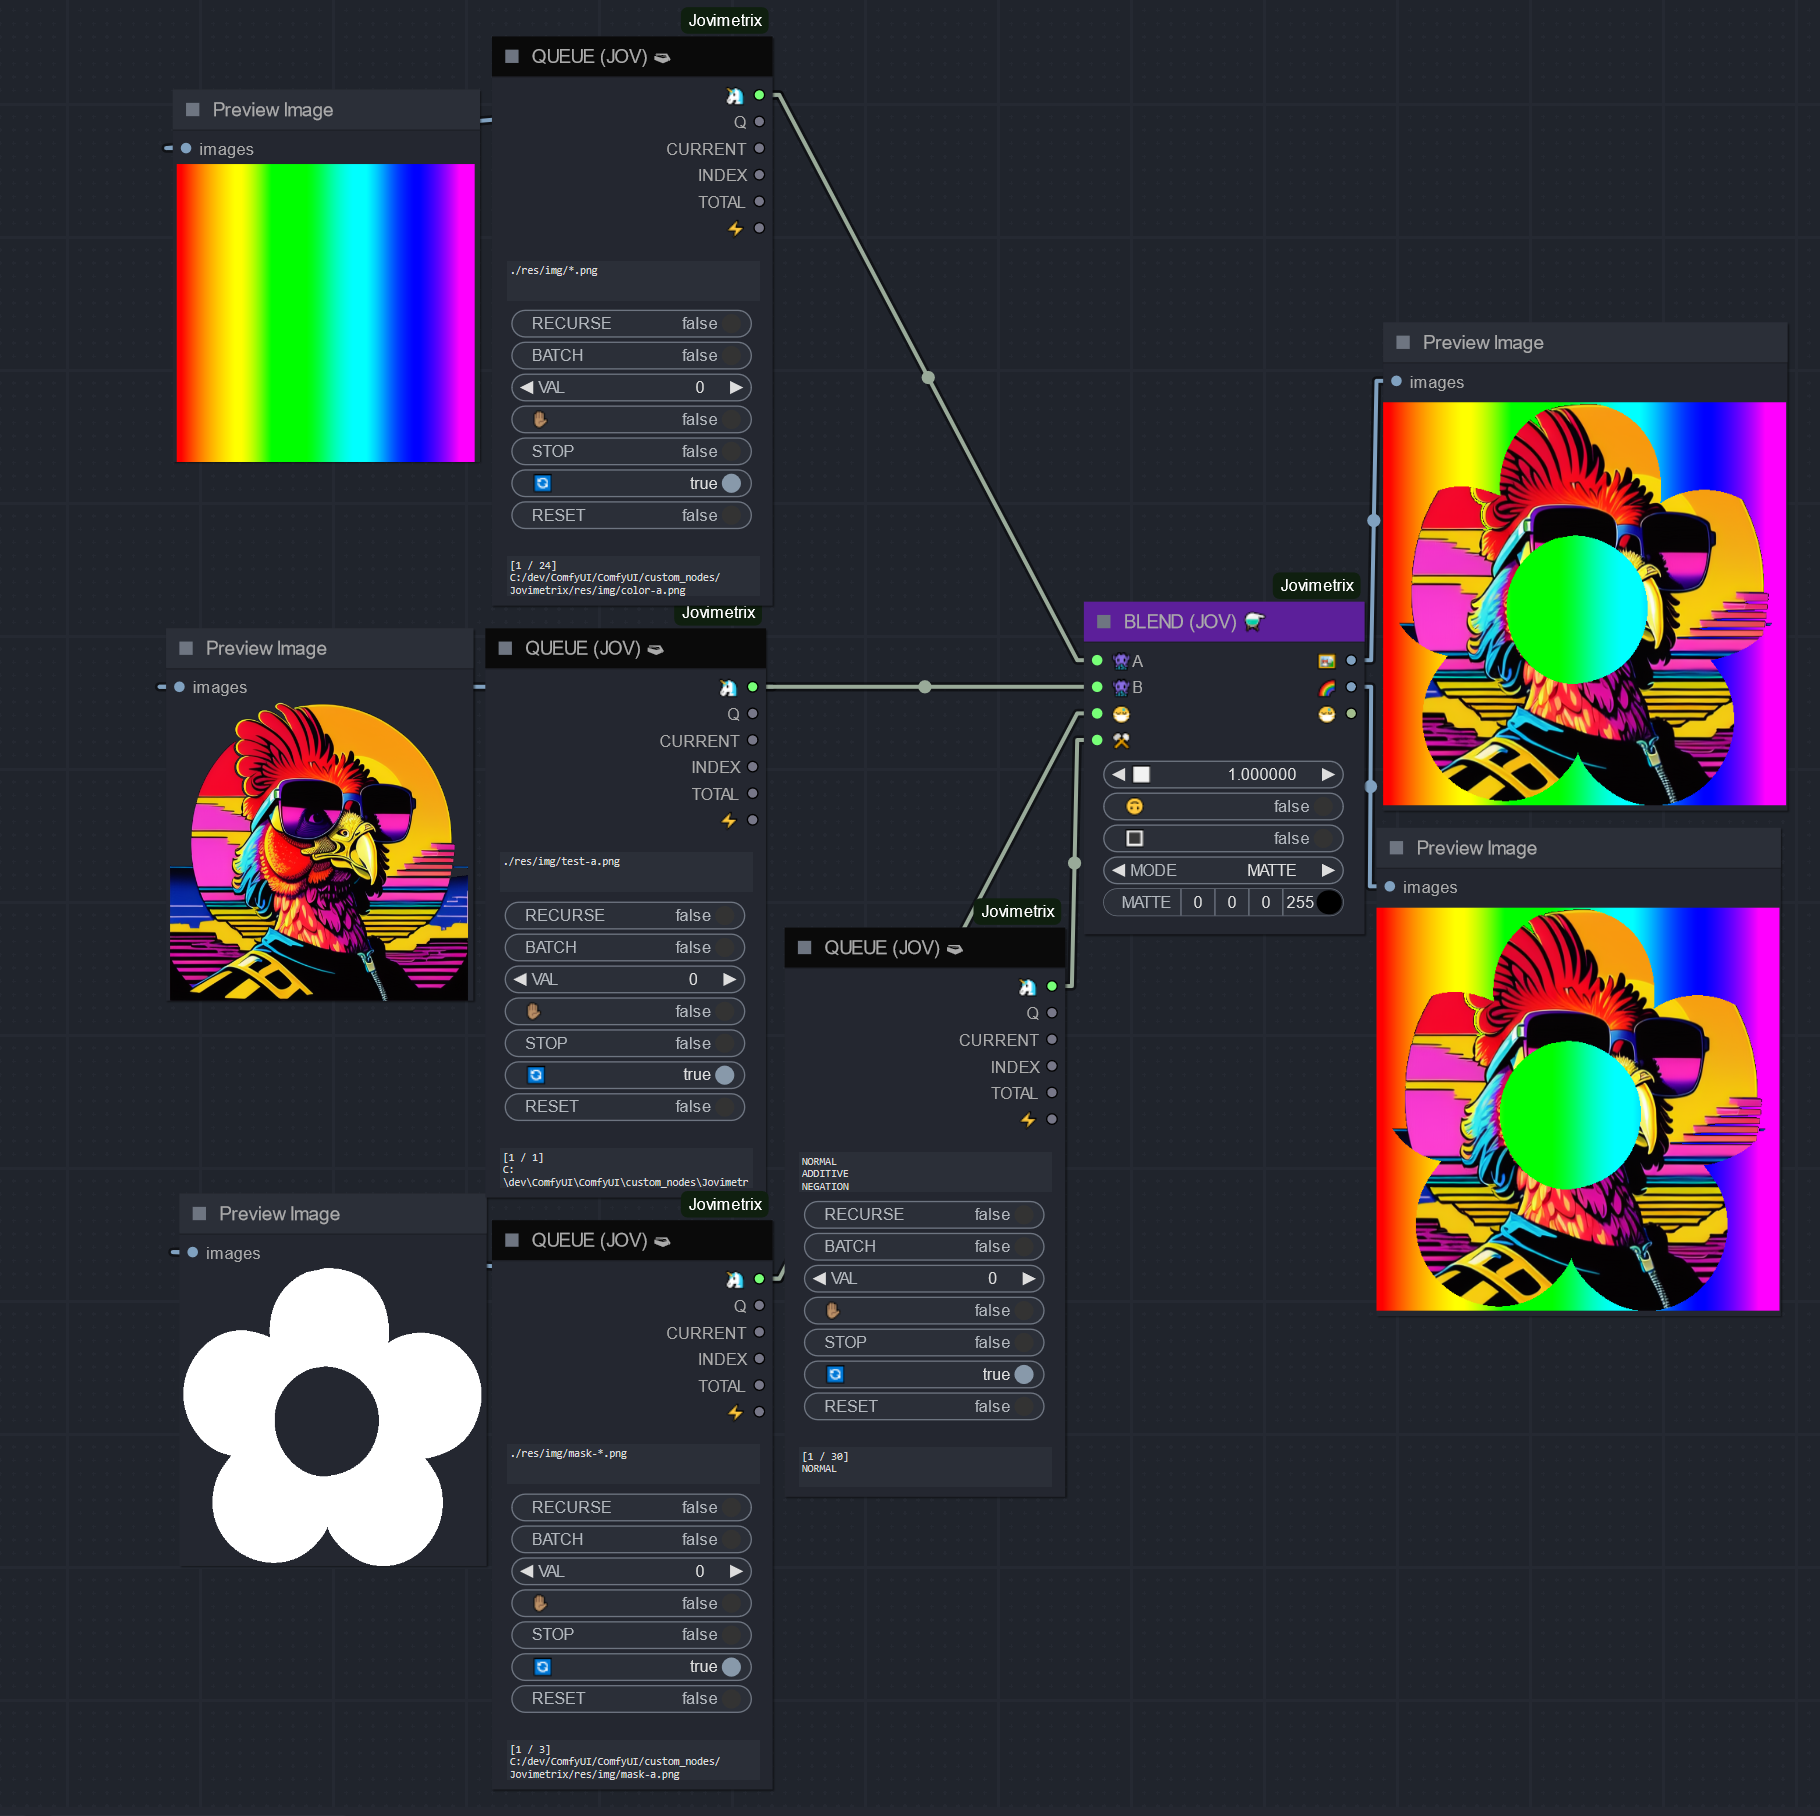 Jovimetrix
QUEUE (JOV)
Q
CURRENT
INDEX
TOTAL
./res/img/*.png
RECURSE false
BATCH false
VAL 0
false
STOP false
true
RESET false
[1 / 24]
C:/dev/ComfyUI/ComfyUI/custom_nodes/
Jovimetrix/res/img/color-a.png
Preview Image
images
Jovimetrix
QUEUE (JOV)
Q
CURRENT
INDEX
TOTAL
./res/img/test-a.png
RECURSE false
BATCH false
VAL 0
false
STOP false
true
RESET false
[1 / 1]
C:
\dev\ComfyUI\ComfyUI\custom_nodes\Jovimetr
Preview Image
images
Jovimetrix
QUEUE (JOV)
Q
CURRENT
INDEX
TOTAL
./res/img/mask-*.png
RECURSE false
BATCH false
VAL 0
false
STOP false
true
RESET false
[1 / 3]
C:/dev/ComfyUI/ComfyUI/custom_nodes/
Jovimetrix/res/img/mask-a.png
Preview Image
images
Jovimetrix
QUEUE (JOV)
Q
CURRENT
INDEX
TOTAL
NORMAL
ADDITIVE
NEGATION
RECURSE false
BATCH false
VAL 0
false
STOP false
true
RESET false
[1 / 30]
NORMAL
Jovimetrix
BLEND (JOV)
A
B
1.000000
false
false
MODE MATTE
MATTE 0 0 0 255
Preview Image
images
Preview Image
images